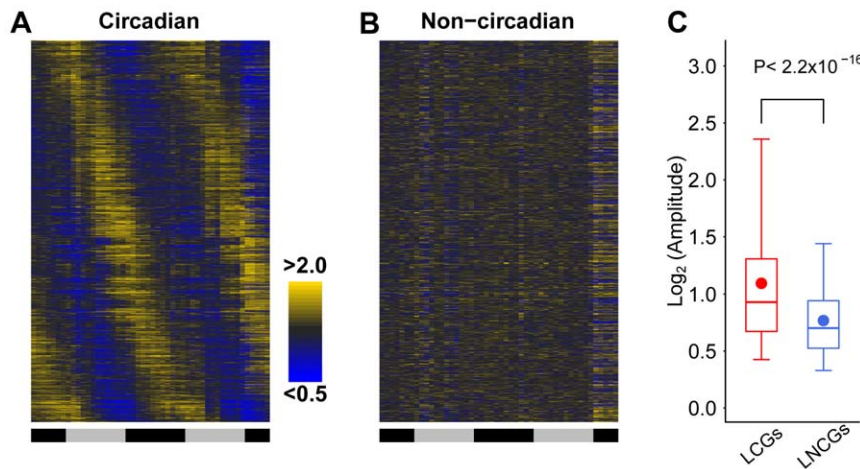 A
Circadian
B
Non−circadian
C
>2.0
<0.5
P< 2.2x10 −16
Log2 (Amplitude)
3.0
2.5
2.0
1.5
1.0
0.5
0.0
LCGs
LNCGs